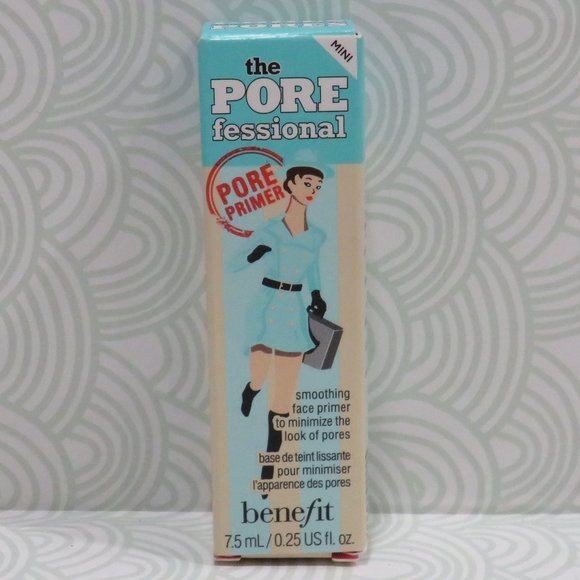 MINI
the
PORE
fessional
PORE
PRIMER
smoothing
face primer
to minimize the
look of pores
base de teint lissante
pour minimiser
l'apparence des pores
benefit
7.5 mL / 0.25 US fl. oz.